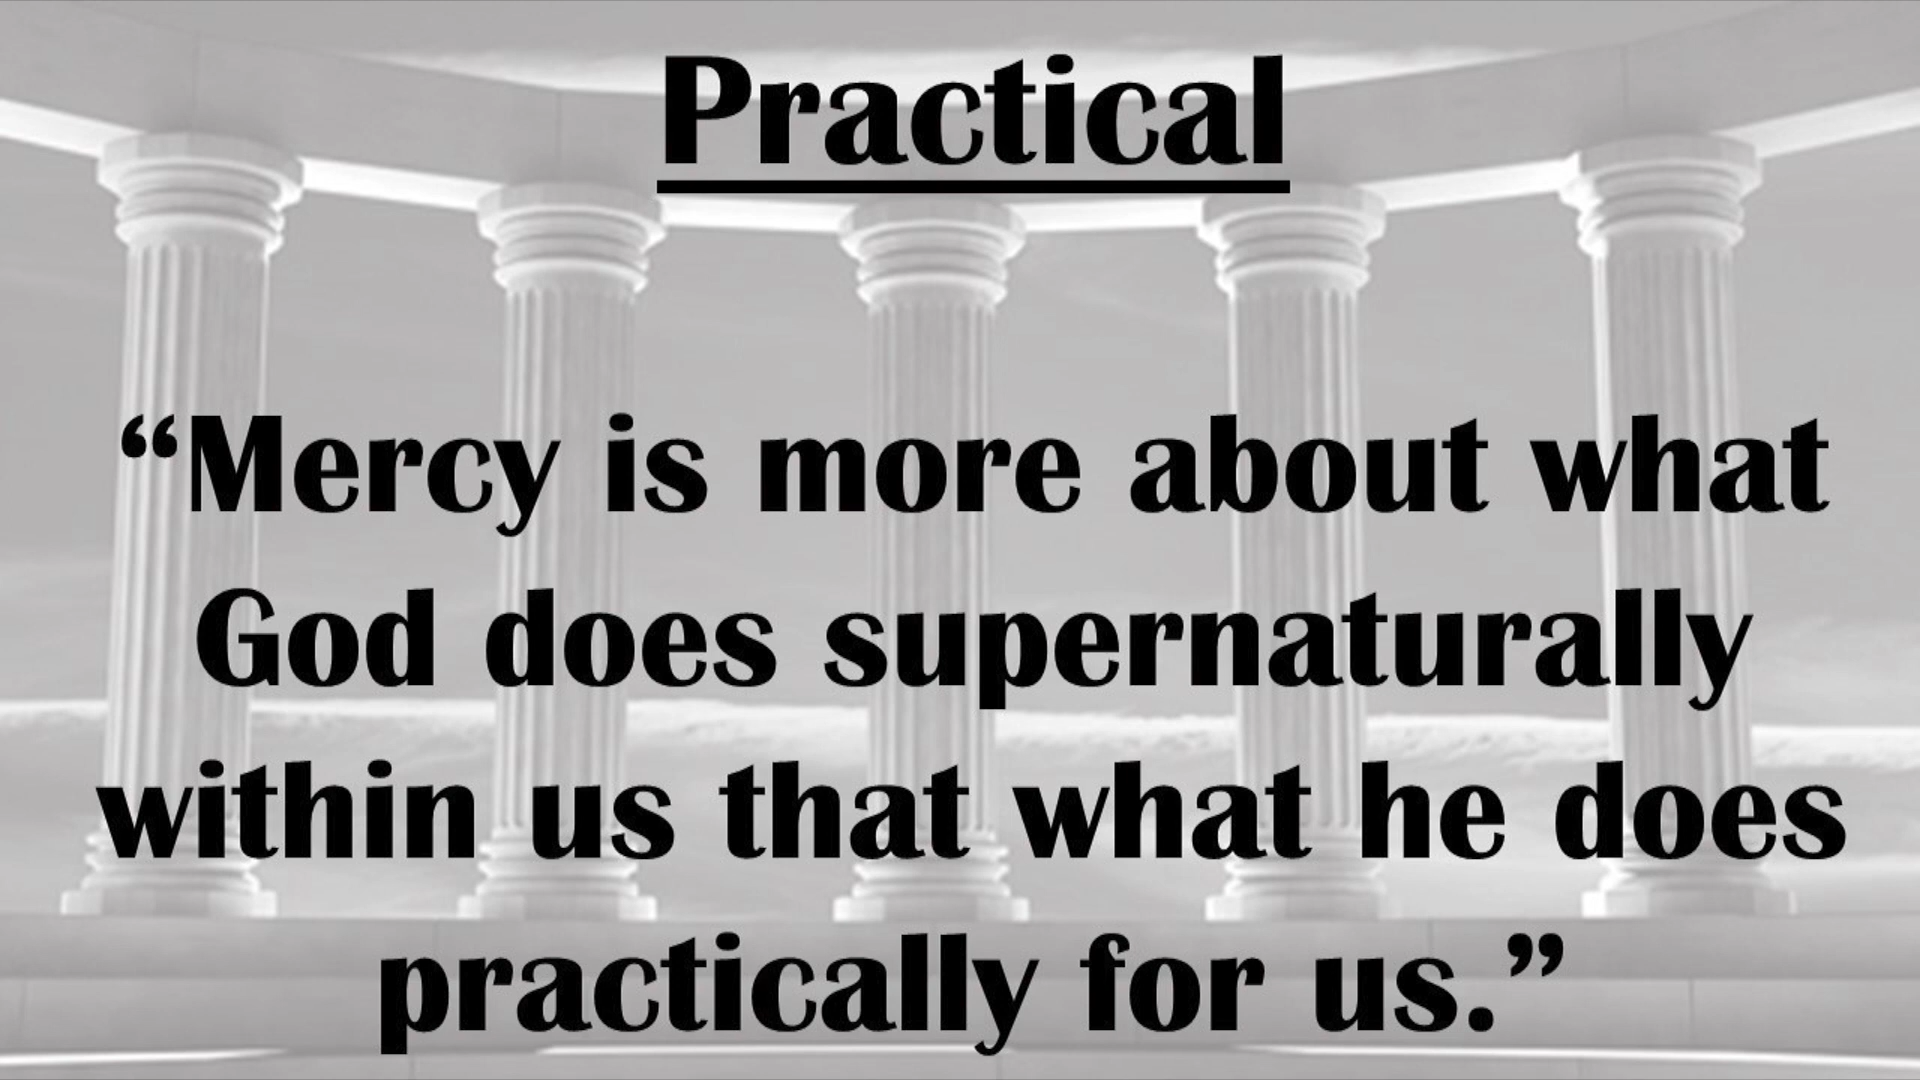 Practical
“Mercy is more about what
God does supernaturally
within us that what he does
practically for us.”